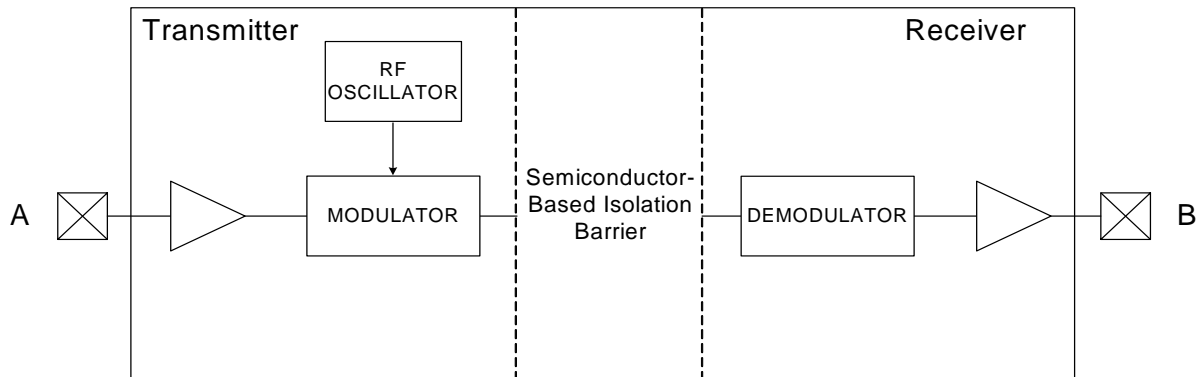 Transmitter
Receiver
RF
OSCILLATOR
A
MODULATOR
Semiconductor-
Based Isolation
Barrier
DEMODULATOR
B